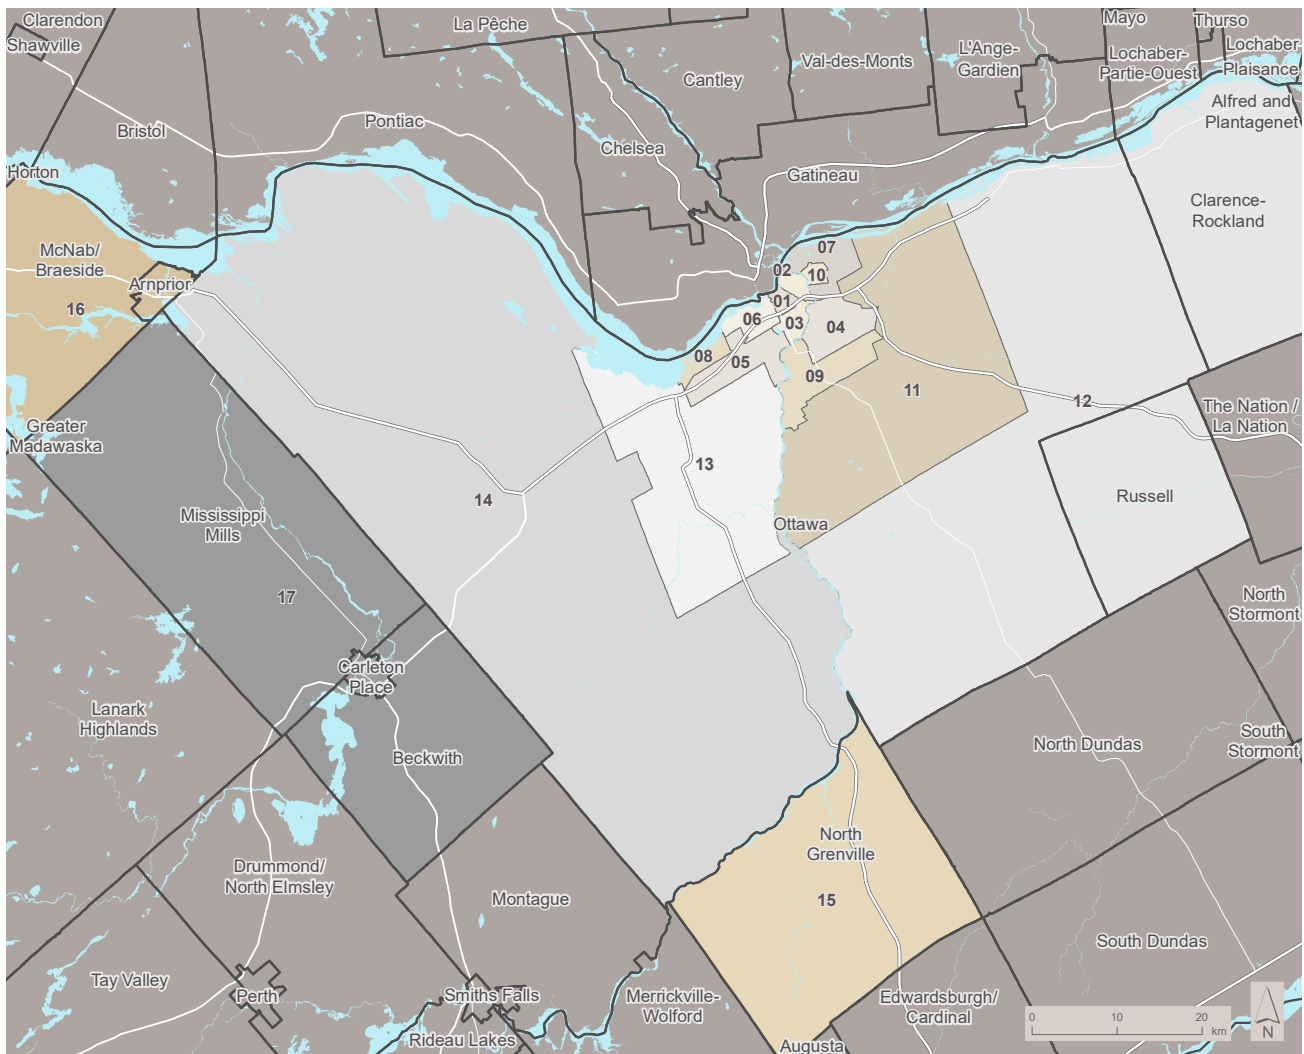 Clarendon
Shawville
La Pêche
Mayo
Thurso
Val-des-Monts
L'Ange-
Gardien
Lochaber-
Partie-Ouest
Lochaber-
Plaisance
Cantley
Alfred and
Plantagenet
Bristol
Pontiac
Chelsea
Horton
Gatineau
Clarence-
Rockland
McNab/
Braeside
Arnprior
16
07
02
10
01
06
03
04
08
05
09
11
12
The Nation /
La Nation
Greater
Madawaska
13
14
Russell
Mississippi
Mills
Ottawa
17
North
Stormont
Carleton
Place
Lanark
Highlands
Beckwith
North Dundas
South
Stormont
North
Grenville
Drummond/
North Elmsley
Montague
15
South Dundas
Tay Valley
Perth
Smiths Falls
Merrickville-
Wolford
Edwardsburgh/
Cardinal
Rideau Lakes
Augusta
0 10 20
km
N